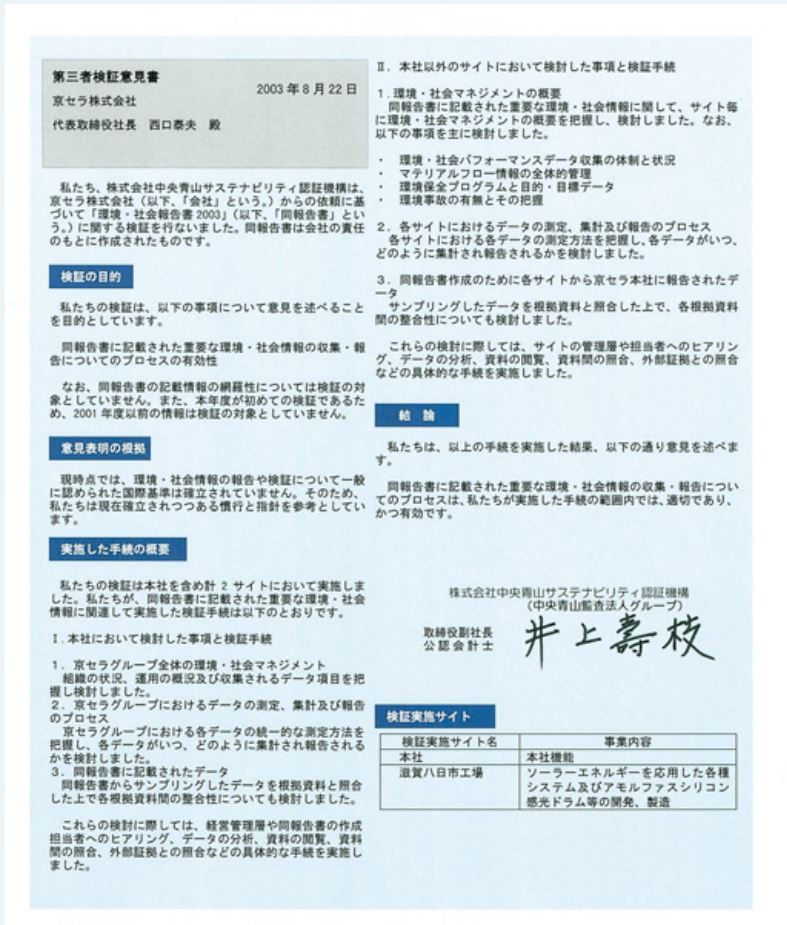 第三者検証意見書
2003年8月22日
京セラ株式会社
代表取締役社長 西口泰夫 殿
私たち、株式会社中央青山サステナビリティ認証機構は、
京セラ株式会社（以下、「会社」という。）からの依頼に基
づいて「環境・社会報告書2003」（以下、「同報告書」とい
う。）に関する検証を行ないました。同報告書は会社の責任
のもとに作成されたものです。
検証の目的
私たちの検証は、以下の事項について意見を述べること
を目的としています。
同報告書に記載された重要な環境・社会情報の収集・報
告についてのプロセスの有効性
なお、同報告書の記載情報の網羅性については検証の対
象としていません。また、本年度が初めての検証であるた
め、2001年度以前の情報は検証の対象としていません。
意見表明の根拠
現時点では、環境・社会情報の報告や検証について一般
に認められた国際基準は確立されていません。そのため、
私たちは現在確立されつつある慣行と指針を参考としてい
ます。
実施した手続の概要
私たちの検証は本社を含め計2サイトにおいて実施しま
した。私たちが、同報告書に記載された重要な環境・社会
情報に関連して実施した検証手続は以下のとおりです。
Ⅰ．本社において検討した事項と検証手続
1．京セラグループ全体の環境・社会マネジメント
組織の状況、運用の概況及び収集されるデータ項目を把
握し検討しました。
2．京セラグループにおけるデータの測定、集計及び報告
のプロセス
京セラグループにおける各データの統一的な測定方法を
把握し、各データがいつ、どのように集計され報告される
かを検討しました。
3．同報告書に記載されたデータ
同報告書からサンプリングしたデータを根拠資料と照合
した上で各根拠資料間の整合性についても検討しました。
これらの検討に際しては、経営管理層や同報告書の作成
担当者へのヒアリング、データの分析、資料の閲覧、資料
間の照合、外部証拠との照合などの具体的な手続を実施し
ました。
Ⅱ．本社以外のサイトにおいて検討した事項と検証手続
1．環境・社会マネジメントの概要
同報告書に記載された重要な環境・社会情報に関して、サイト毎
に環境・社会マネジメントの概要を把握し、検討しました。なお、
以下の事項を主に検討しました。
・ 環境・社会パフォーマンスデータ収集の体制と状況
・ マテリアルフロー情報の全体的管理
・ 環境保全プログラムと目的・目標データ
・ 環境事故の有無とその把握
2．各サイトにおけるデータの測定、集計及び報告のプロセス
各サイトにおける各データの測定方法を把握し、各データがいつ、
どのように集計され報告されるかを検討しました。
3．同報告書作成のために各サイトから京セラ本社に報告されたデ
ータ
サンプリングしたデータを根拠資料と照合した上で、各根拠資料
間の整合性についても検討しました。
これらの検討に際しては、サイトの管理層や担当者へのヒアリン
グ、データの分析、資料の閲覧、資料間の照合、外部証拠との照合
などの具体的な手続を実施しました。
結 論
私たちは、以上の手続を実施した結果、以下の通り意見を述べま
す。
同報告書に記載された重要な環境・社会情報の収集・報告につい
てのプロセスは、私たちが実施した手続の範囲内では、適切であり、
かつ有効です。
株式会社中央青山サステナビリティ認証機構
（中央青山監査法人グループ）
取締役副社長
公認会計士
井上壽枝
検証実施サイト
検証実施サイト名 事業内容
本社 本社機能
滋賀八日市工場 ソーラーエネルギーを応用した各種
システム及びアモルファスシリコン
感光ドラム等の開発、製造